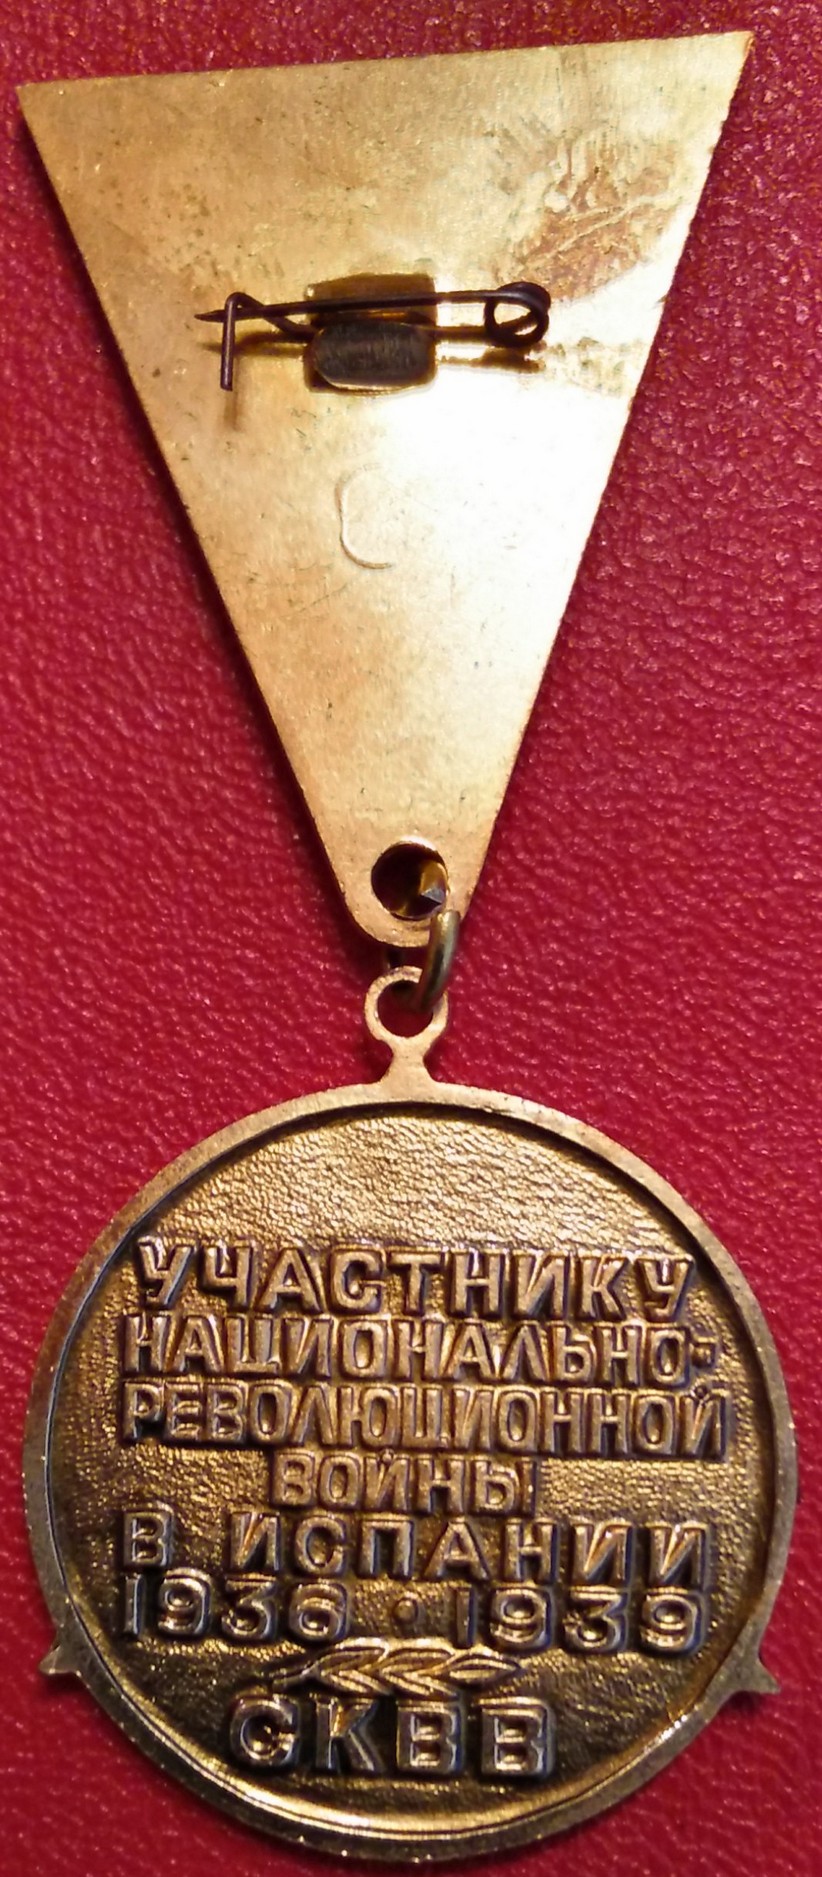 УЧАСТНИКУ
НАЦИОНАЛЬНО-
РЕВОЛЮЦИОННОЙ
ВОЙНЫ
В ИСПАНИИ
1936 · 1939
СКВВ